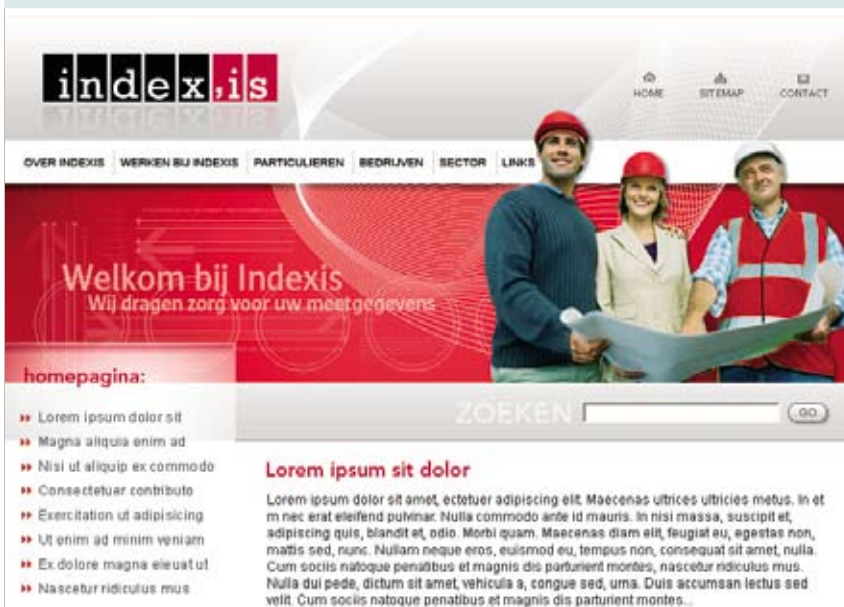 index,is
HOME SITEMAP CONTACT
OVER INDEXIS WERKEN BIJ INDEXIS PARTICULIEREN BEDRIJVEN SECTOR LINKS
Welkom bij Indexis
Wij dragen zorg voor uw meetgegevens
homepagina:
Lorem ipsum dolor sit
Magna aliquia enim ad
Nisi ut aliquip ex commodo
Consectetuer contributo
Exercitation ut adipisicing
Ut enim ad minim veniam
Ex dolore magna eieuat ut
Nascetur ridiculus mus
ZOEKEN GO
Lorem ipsum sit dolor
Lorem ipsum dolor sit amet, ectetuer adipiscing elit. Maecenas ultrices ultricies metus. In et
m nec erat eleifend pulvinar. Nulla commodo ante id mauris. In nisi massa, suscipit et,
adipiscing quis, blandit et, odio. Morbi quam. Maecenas diam elit, feugiat eu, egestas non,
mattis sed, nunc. Nullam neque eros, euismod eu, tempus non, consequat sit amet, nulla.
Cum sociis natoque penatibus et magnis dis parturient montes, nascetur ridiculus mus.
Nulla dui pede, dictum sit amet, vehicula a, congue sed, urna. Duis accumsan lectus sed
velit. Cum sociis natoque penatibus et magnis dis parturient montes...